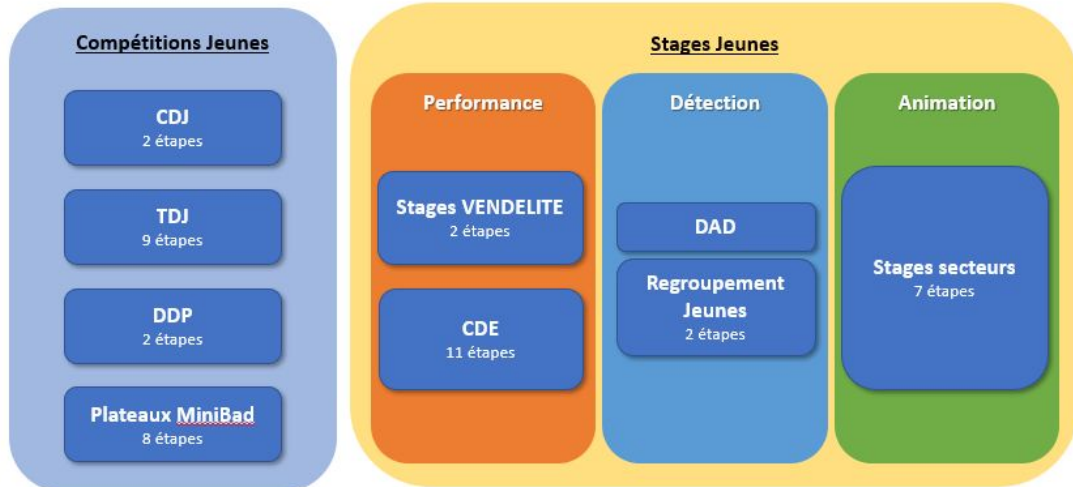 Compétitions Jeunes
CDJ
2 étapes
TDJ
9 étapes
DDP
2 étapes
Plateaux MiniBad
8 étapes
Stages Jeunes
Performance
Stages VENDELITE
2 étapes
CDE
11 étapes
Détection
DAD
Regroupement
Jeunes
2 étapes
Animation
Stages secteurs
7 étapes